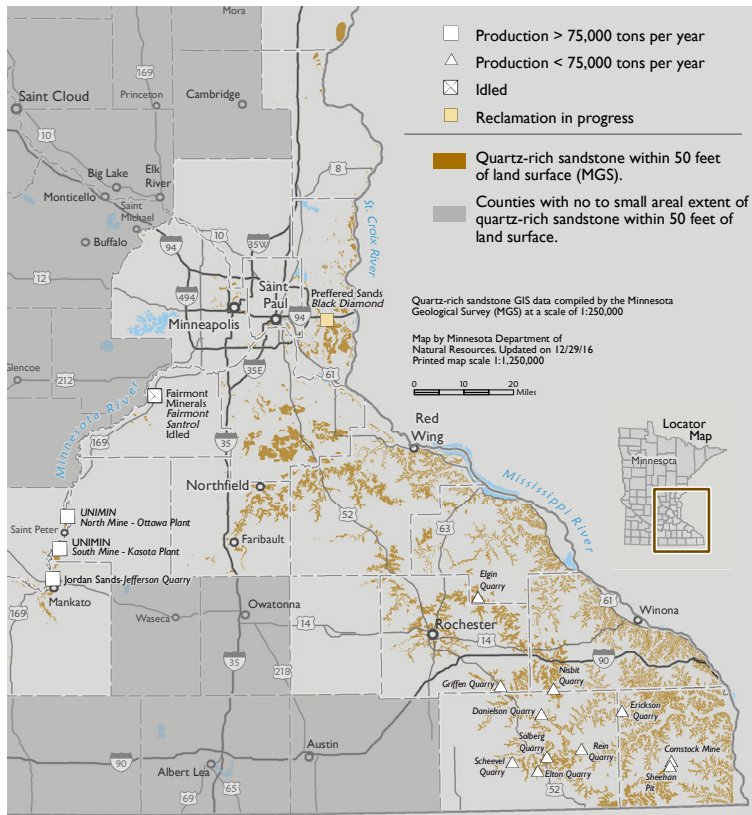 Mora
169
Princeton
Cambridge
Saint Cloud
10
Big Lake
Elk
River
Monticello
Saint
Michael
Buffalo
94
10
35W
8
St. Croix River
12
494
Saint
Paul
Minneapolis
94
Preffered Sands
Black Diamond
Glencoe
212
35E
61
Minnesota River
Fairmont
Minerals
Fairmont
Santrol
Idled
169
35
Red
Wing
Northfield
Mississippi River
UNIMIN
North Mine - Ottawa Plant
Saint Peter
UNIMIN
South Mine - Kasota Plant
Faribault
52
63
Jordan Sands-Jefferson Quarry
Mankato
169
Elgin
Quarry
Owatonna
Waseca
14
Rochester
14
61
Winona
35
218
90
Nisbit
Quarry
Griffen Quarry
Danielson Quarry
Erickson
Quarry
Solberg
Quarry
Rein
Quarry
Comstock Mine
Scheevel
Quarry
Elton Quarry
Sheehan
Pit
Austin
90
Albert Lea
65
69
52
Production > 75,000 tons per year
Production < 75,000 tons per year
Idled
Reclamation in progress
Quartz-rich sandstone within 50 feet
of land surface (MGS).
Counties with no to small areal extent of
quartz-rich sandstone within 50 feet of
land surface.
Quartz-rich sandstone GIS data compiled by the Minnesota
Geological Survey (MGS) at a scale of 1:250,000
Map by Minnesota Department of
Natural Resources. Updated on 12/29/16
Printed map scale 1:1,250,000
0 10 20
Miles
Locator
Map
Minnesota